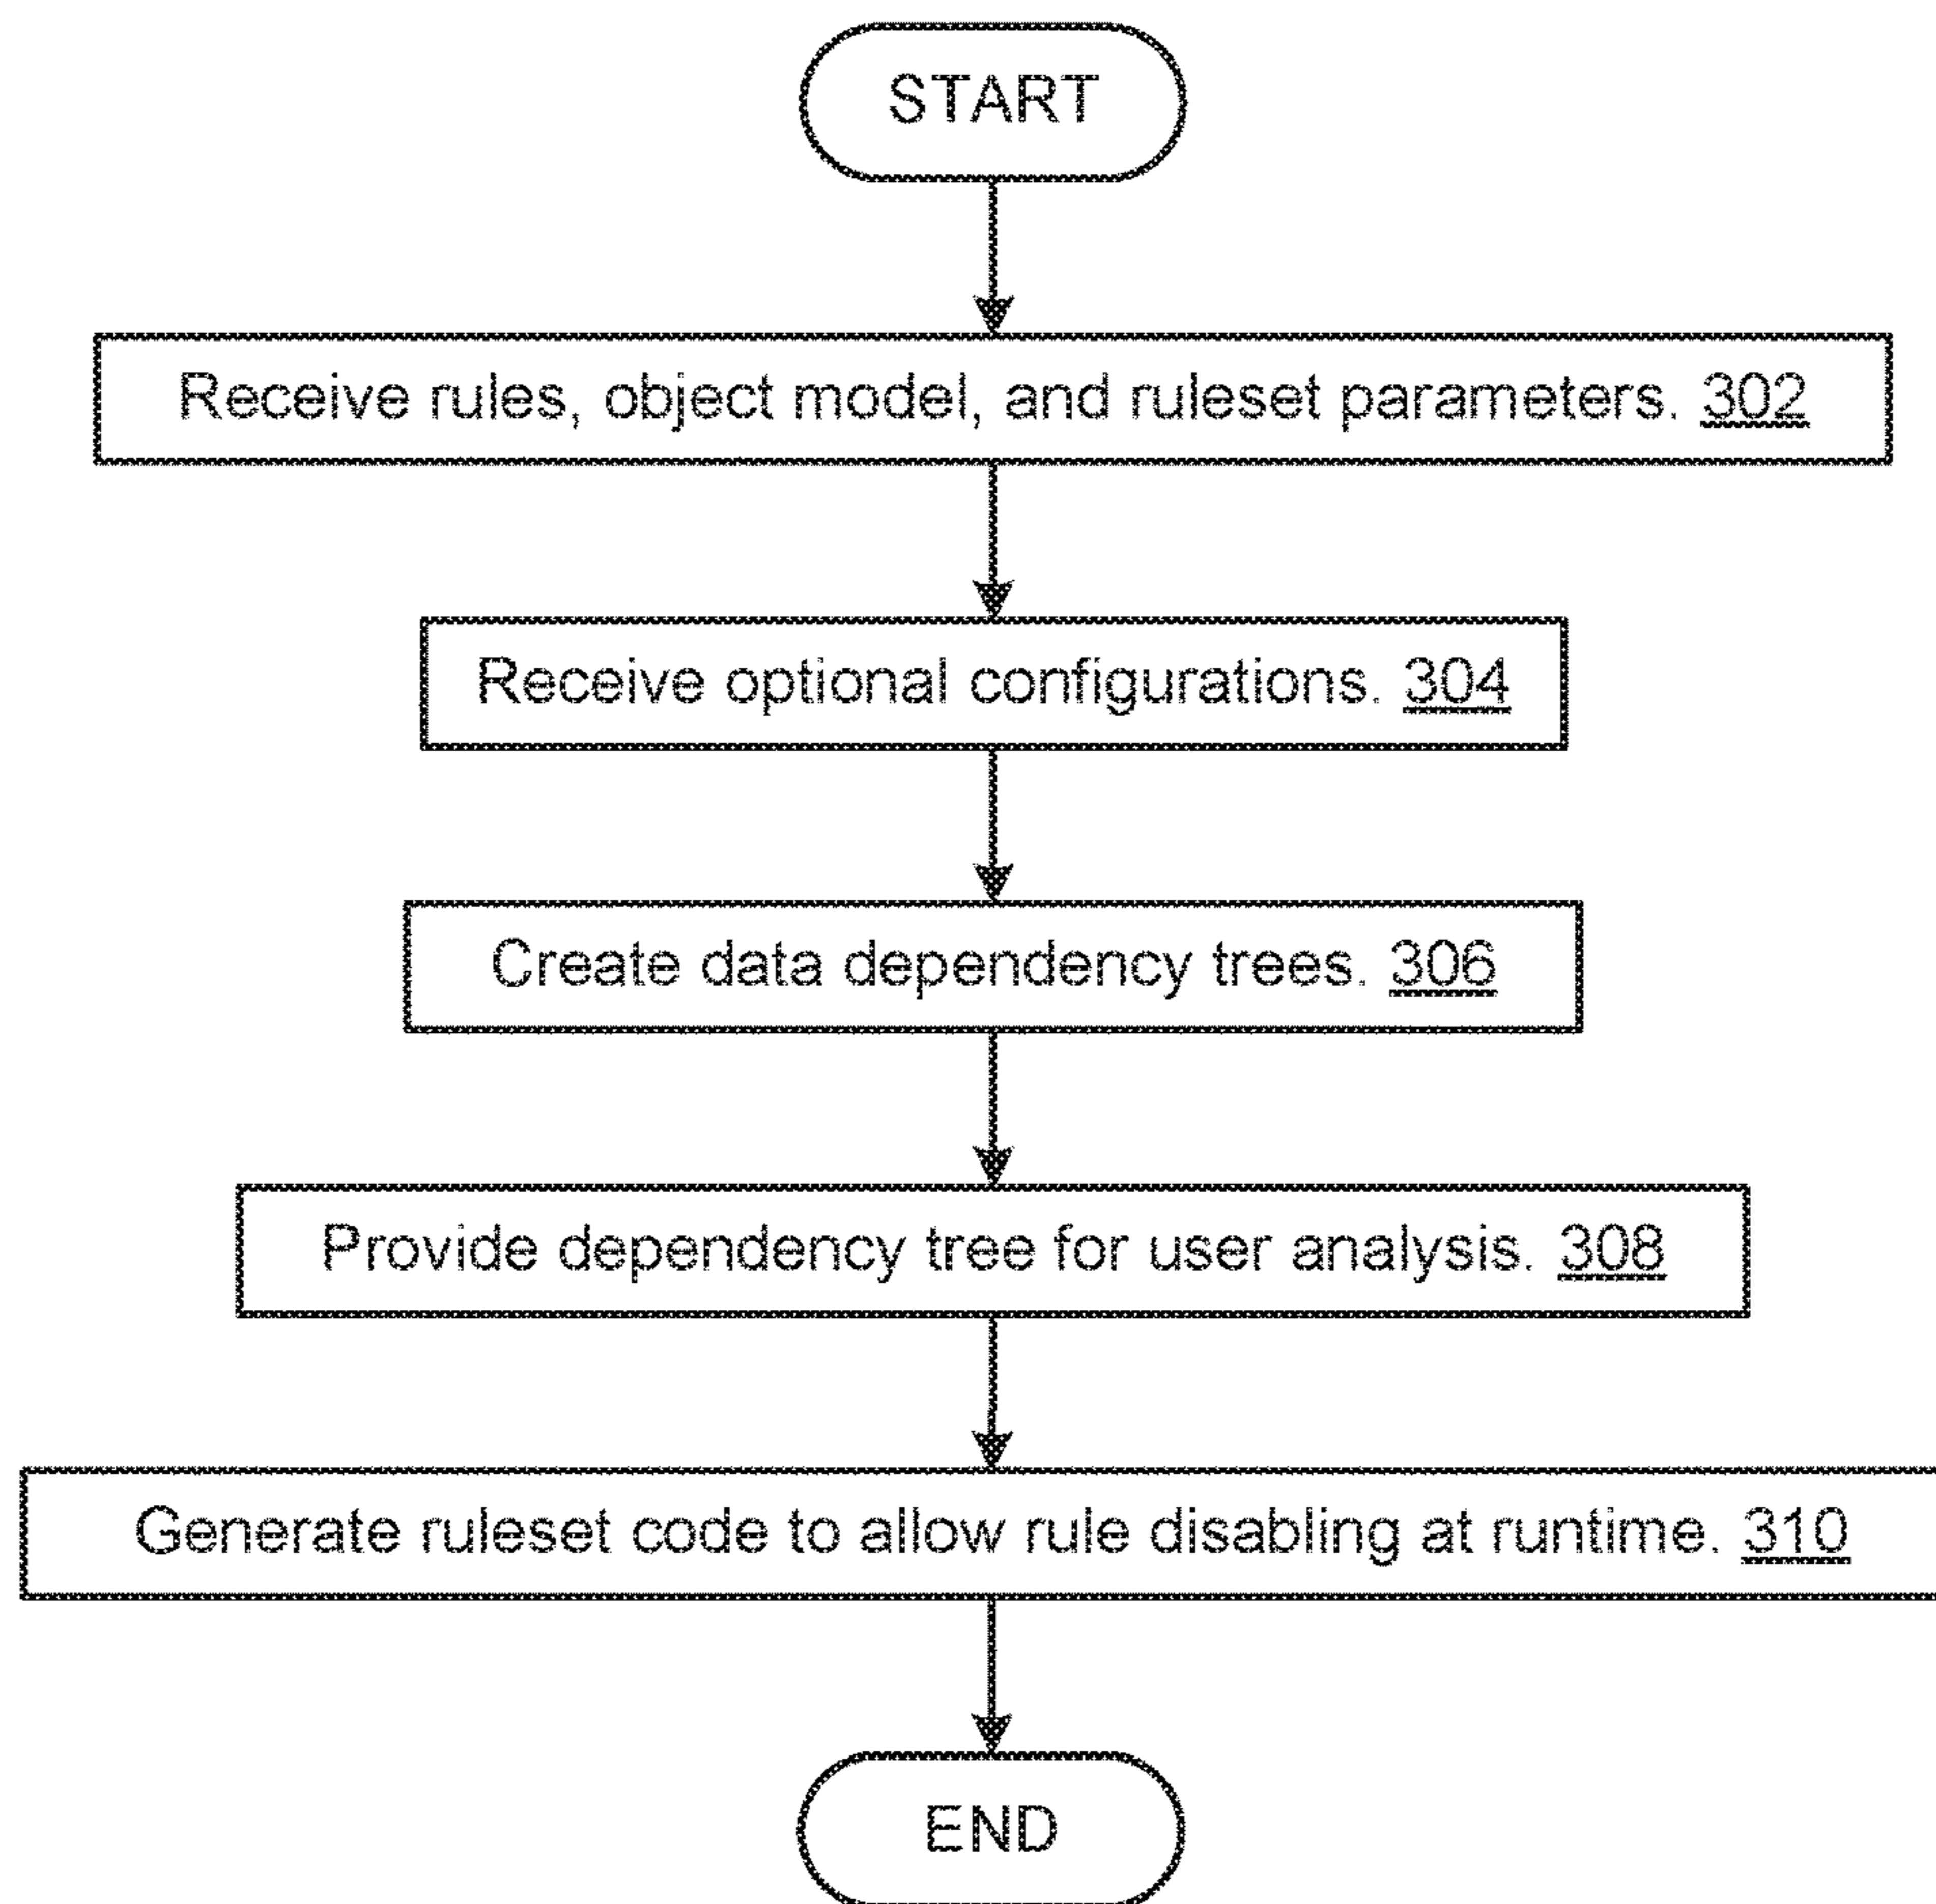 START
Receive rules, object model, and ruleset parameters. 302
Receive optional configurations. 304
Create data dependency trees. 306
Provide dependency tree for user analysis. 308
Generate ruleset code to allow rule disabling at runtime. 310
END